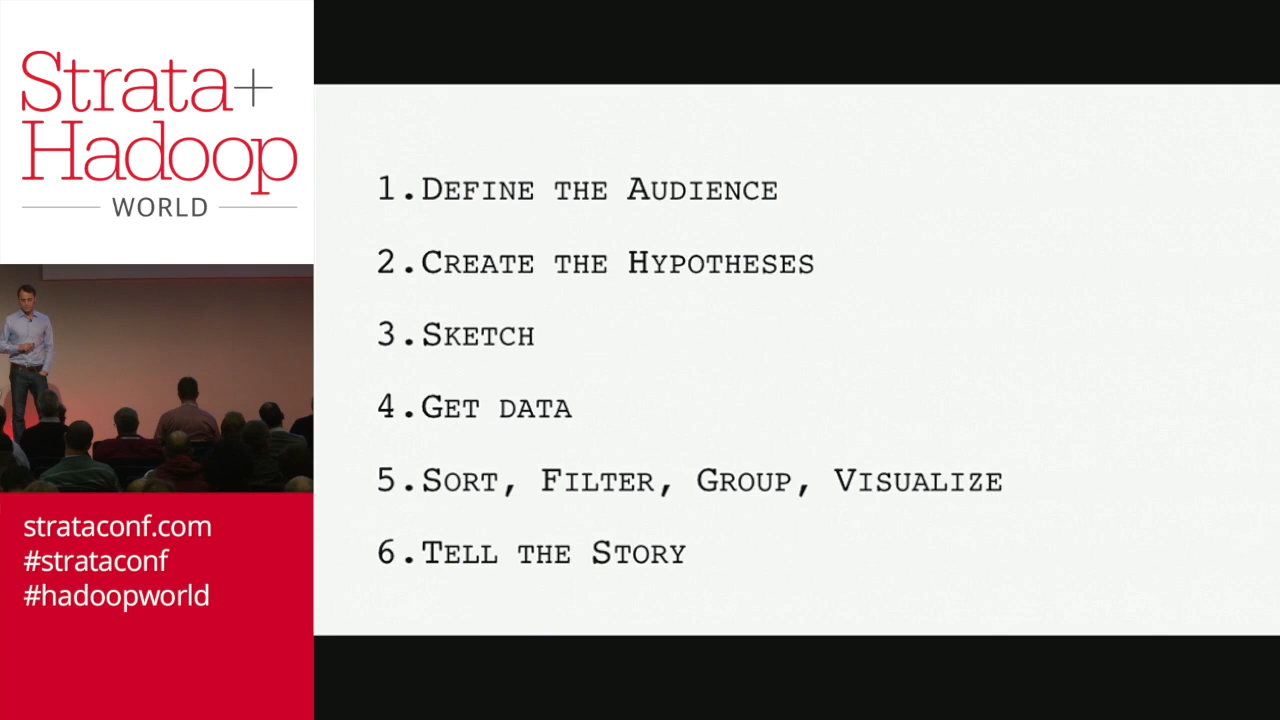 Strata+
Hadoop
WORLD
strataconf.com
#strataconf
#hadoopworld
1. Define the Audience
2. Create the Hypotheses
3. Sketch
4. Get data
5. Sort, Filter, Group, Visualize
6. Tell the Story